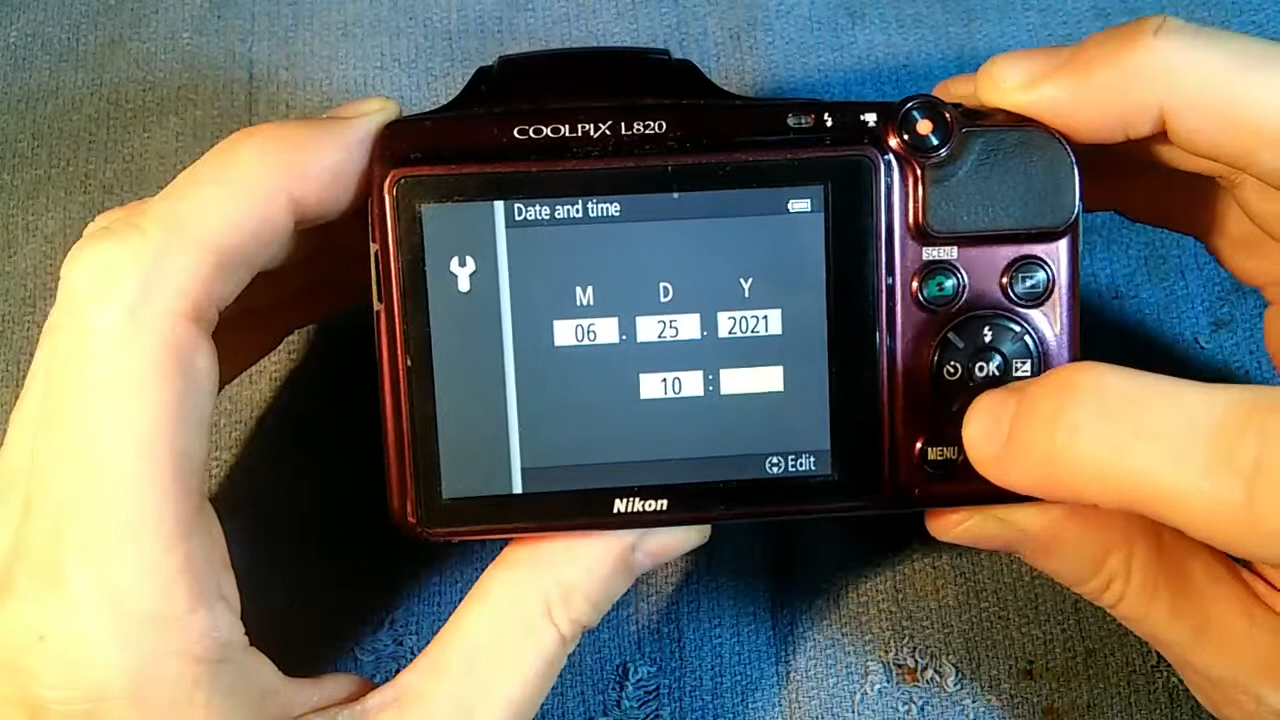 COOLPIX L820
Date and time
SCENE
M D Y
06 . 25 . 2021
10 :
OK
MENU
Edit
Nikon